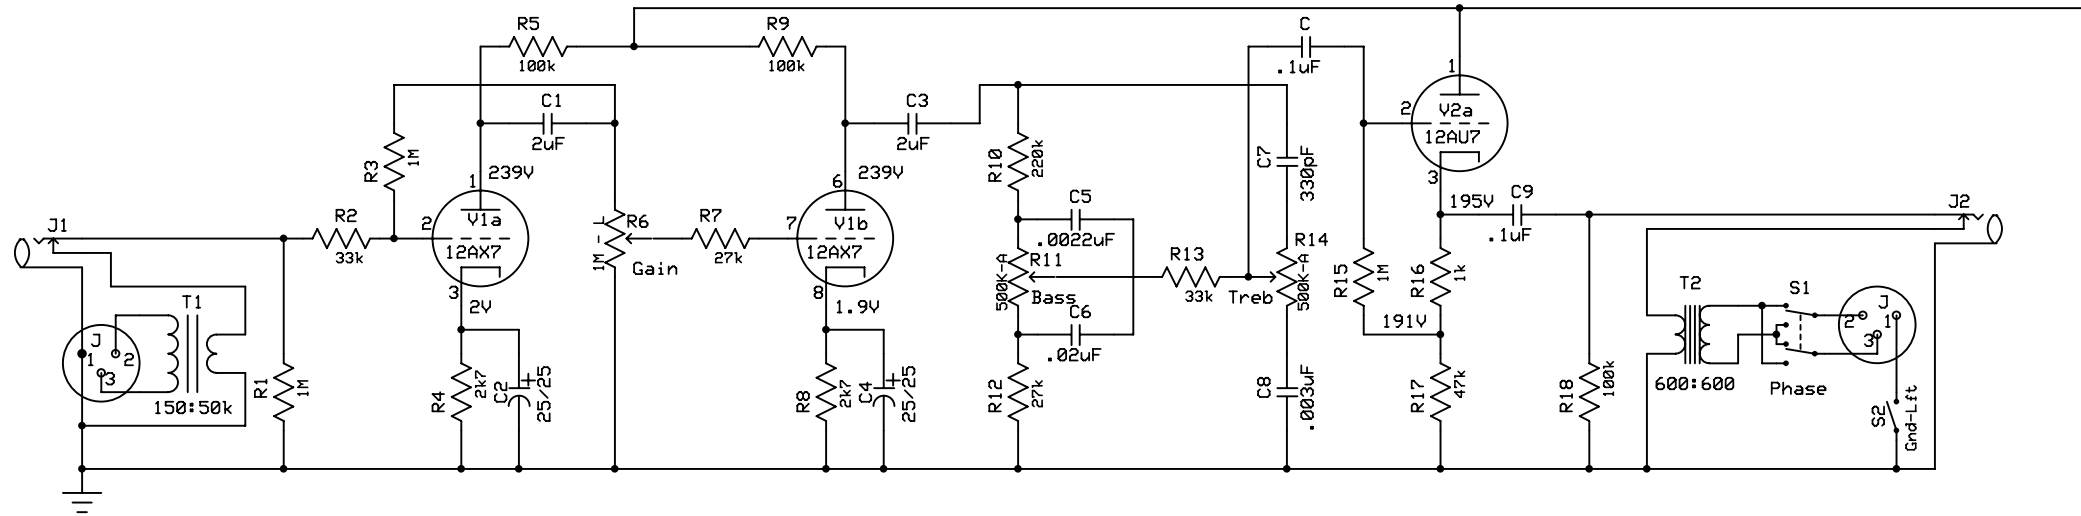 R5
100k
R9
100k
C
.1uF
1
2
V2a
12AU7
3
195V
C1
2uF
C3
2uF
R3
1M
239V
1
239V
6
R10
220k
C7
330pF
J1
R2
33k
2
V1a
12AX7
3
2V
R6
1M-L
Gain
R7
27k
7
V1b
12AX7
8
1.9V
C5
.0022uF
R11
500K-A
Bass
C6
.02uF
R13
33k
Treb
R14
500K-A
R15
1M
R16
1k
191V
C9
.1uF
J2
T1
J
1
2
3
150:50k
R1
1M
R4
2k7
C2
25/25
R8
2k7
C4
25/25
R12
27k
C8
.003uF
R17
47k
R18
100k
T2
600:600
S1
Phase
J
2
1
3
S2
Gnd-Lft